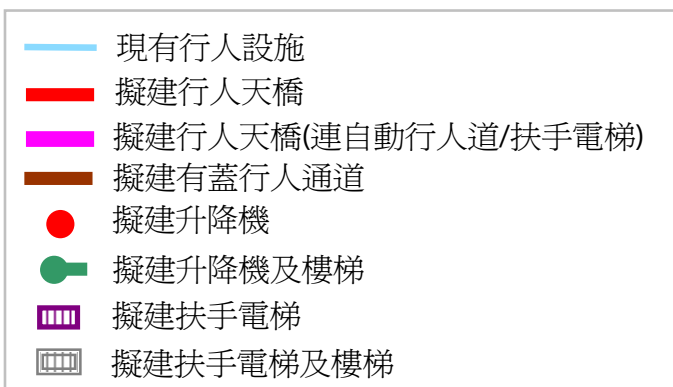 現有行人設施
擬建行人天橋
擬建行人天橋(連自動行人道/扶手電梯)
擬建有蓋行人通道
擬建升降機
擬建升降機及樓梯
擬建扶手電梯
擬建扶手電梯及樓梯